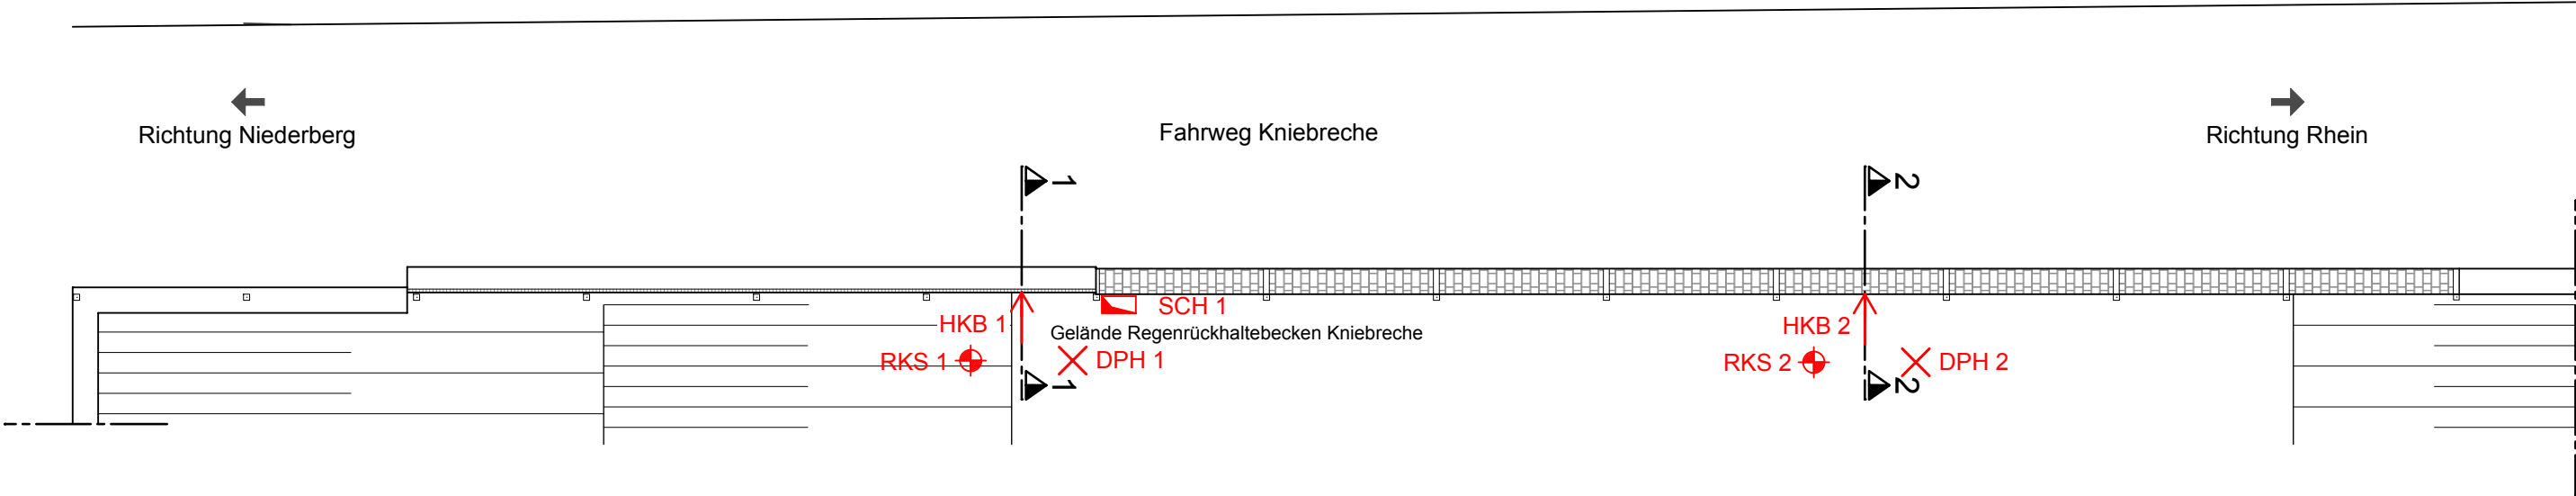 Richtung Niederberg
Fahrweg Kniebreche
Richtung Rhein
1
2
SCH 1
HKB 1
HKB 2
Gelände Regenrückhaltebecken Kniebreche
RKS 1
DPH 1
RKS 2
DPH 2
1
2